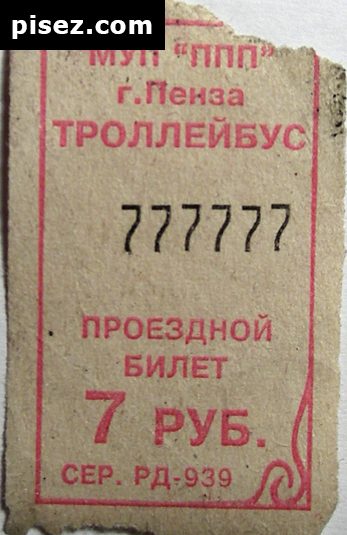 pisez.com
МУП "ППП"
г.Пенза
ТРОЛЛЕЙБУС
777777
ПРОЕЗДНОЙ
БИЛЕТ
7 РУБ.
СЕР. РД-939